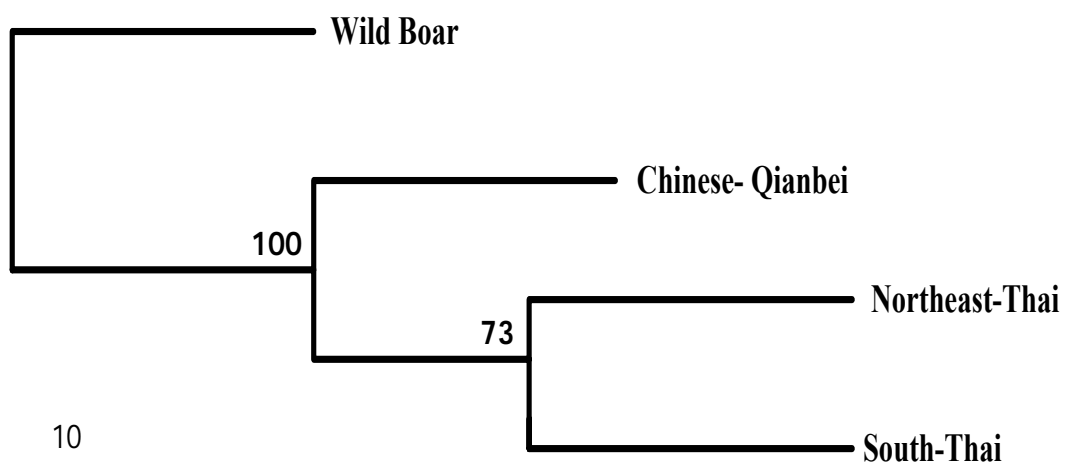 Wild Boar
Chinese- Qianbei
100
Northeast-Thai
73
10
South-Thai